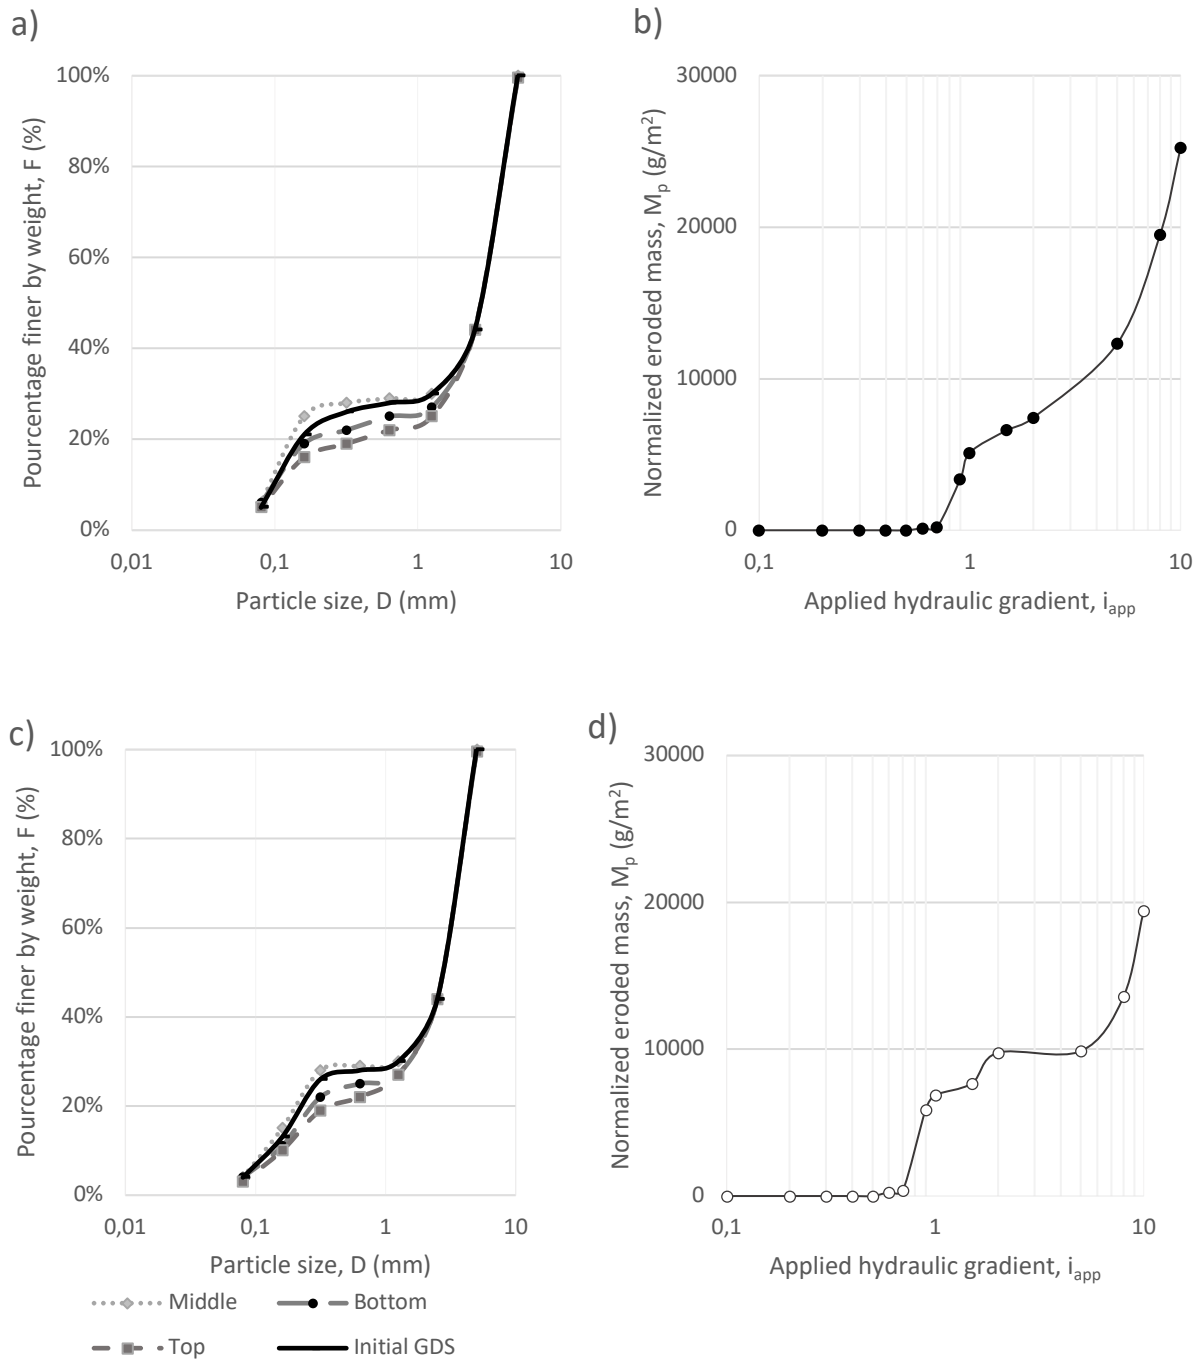 a)
Pourcentage finer by weight, F (%)
100%
80%
60%
40%
20%
0%
0,01
0,1
1
10
Particle size, D (mm)
b)
Normalized eroded mass, Mp (g/m²)
30000
20000
10000
0
0,1
1
10
Applied hydraulic gradient, iapp
c)
Pourcentage finer by weight, F (%)
100%
80%
60%
40%
20%
0%
0,01
0,1
1
10
Particle size, D (mm)
Middle
Bottom
Top
Initial GDS
d)
Normalized eroded mass, Mp (g/m²)
30000
20000
10000
0
0,1
1
10
Applied hydraulic gradient, iapp